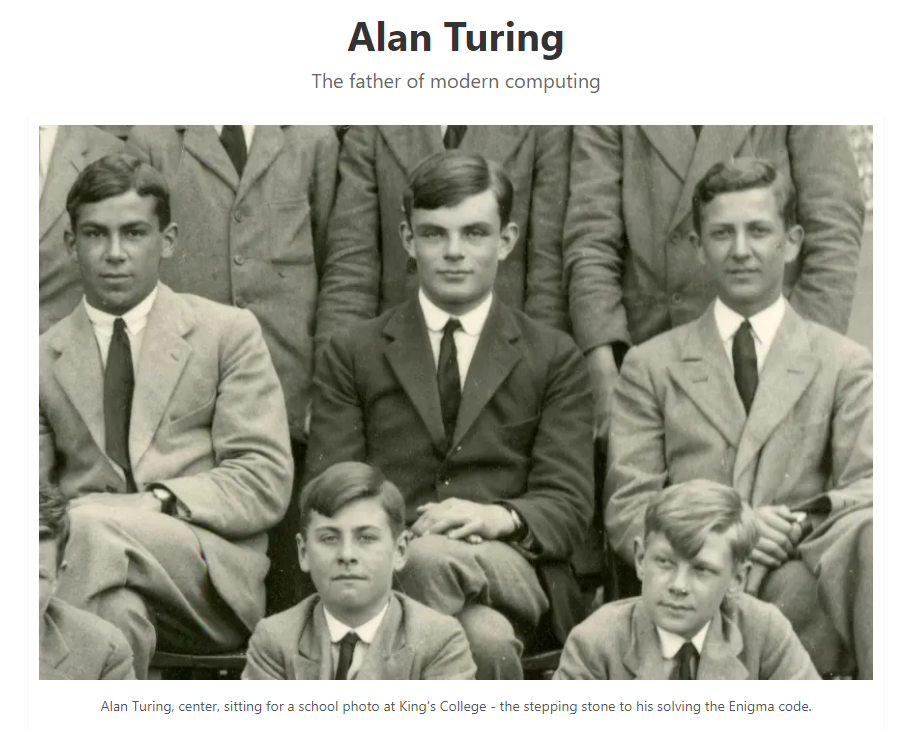 Alan Turing
The father of modern computing
Alan Turing, center, sitting for a school photo at King's College - the stepping stone to his solving the Enigma code.